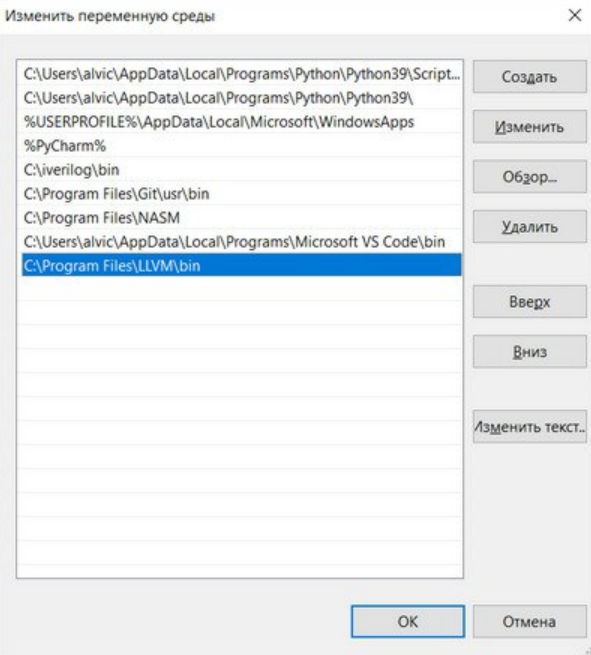 Изменить переменную среды
C:\Users\alvic\AppData\Local\Programs\Python\Python39\Script...
C:\Users\alvic\AppData\Local\Programs\Python\Python39\
%USERPROFILE%\AppData\Local\Microsoft\WindowsApps
%PyCharm%
C:\iverilog\bin
C:\Program Files\Git\usr\bin
C:\Program Files\NASM
C:\Users\alvic\AppData\Local\Programs\Microsoft VS Code\bin
C:\Program Files\LLVM\bin
Создать
Изменить
Обзор...
Удалить
Вверх
Вниз
Изменить текст..
OK
Отмена